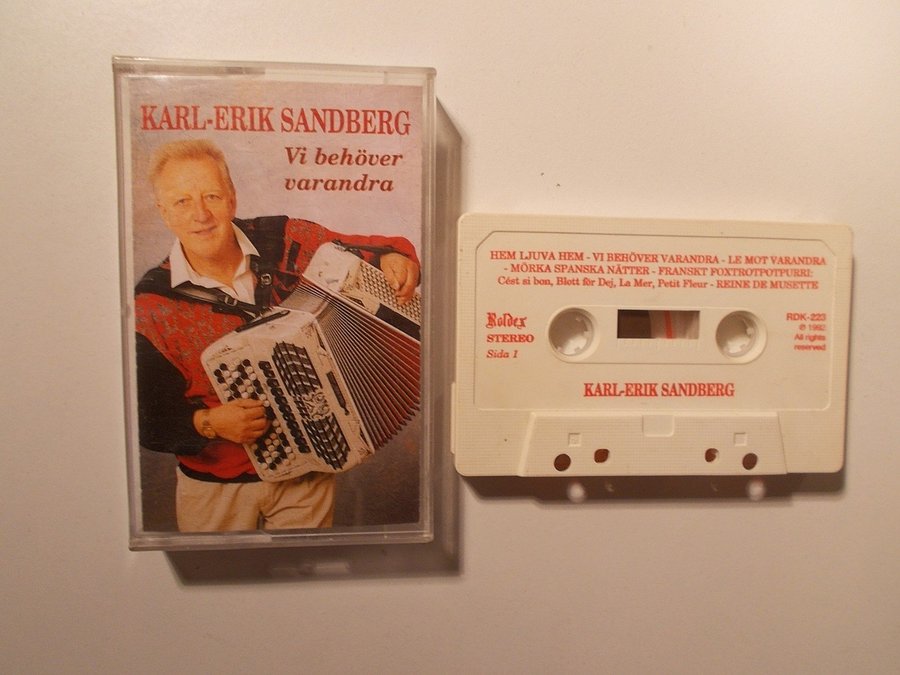 KARL-ERIK SANDBERG
Vi behöver
varandra
HEM LJUVA HEM - VI BEHÖVER VARANDRA - LE MOT VARANDRA
- MÖRKA SPANSKA NÄTTER - FRANSKT FOXTROTPOTPURRI:
Cést si bon, Blott för Dej, La Mer, Petit Fleur - REINE DE MUSETTE
Roldex
STEREO
Sida 1
RDK-223
℗ 1992
All rights
reserved
KARL-ERIK SANDBERG